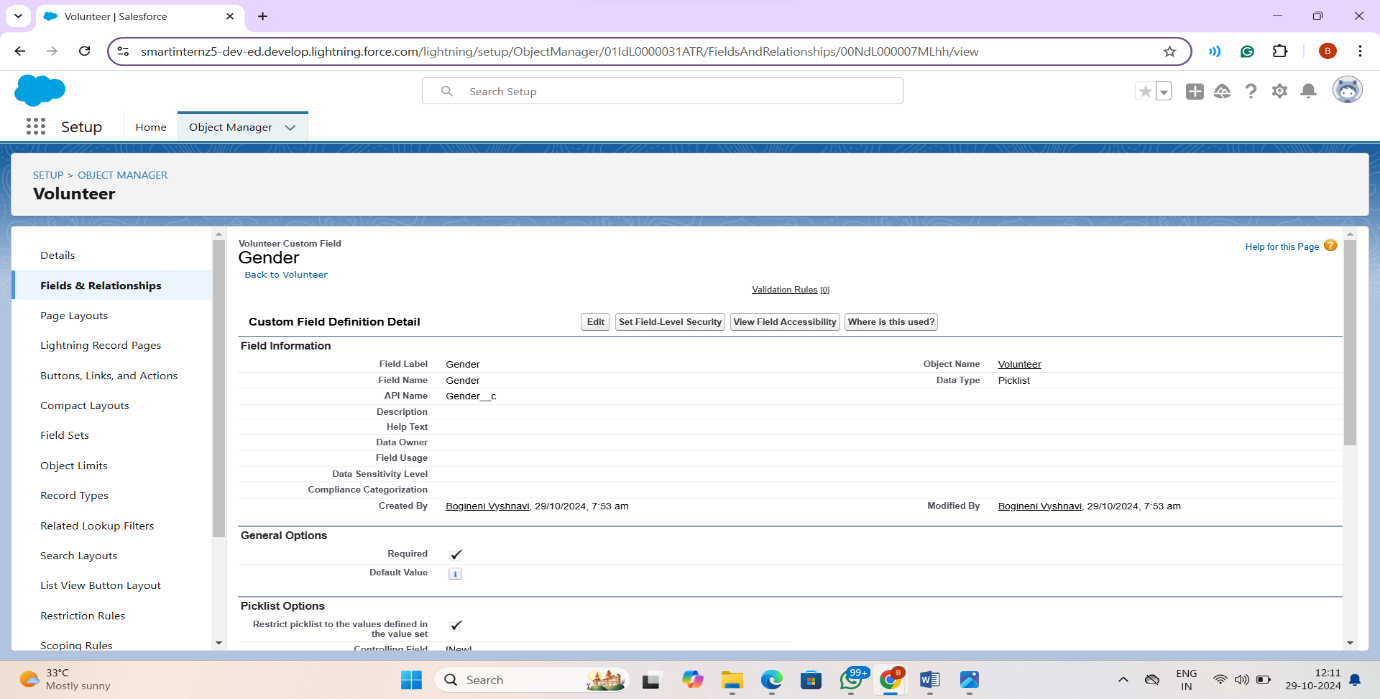 Volunteer | Salesforce
smartinternz5-dev-ed.develop.lightning.force.com/lightning/setup/ObjectManager/01IdL0000031ATR/FieldsAndRelationships/00NdL000007MLhh/view
B
Search Setup
Setup
Home
Object Manager
SETUP > OBJECT MANAGER
Volunteer
Details
Fields & Relationships
Page Layouts
Lightning Record Pages
Buttons, Links, and Actions
Compact Layouts
Field Sets
Object Limits
Record Types
Related Lookup Filters
Search Layouts
List View Button Layout
Restriction Rules
Scoping Rules
Volunteer Custom Field
Gender
Back to Volunteer
Help for this Page
Validation Rules [0]
Custom Field Definition Detail
Edit Set Field-Level Security View Field Accessibility Where is this used?
Field Information
Field Label Gender Object Name Volunteer
Field Name Gender Data Type Picklist
API Name Gender__c
Description
Help Text
Data Owner
Field Usage
Data Sensitivity Level
Compliance Categorization
Created By Bogineni Vyshnavi, 29/10/2024, 7:53 am Modified By Bogineni Vyshnavi, 29/10/2024, 7:53 am
General Options
Required
Default Value
Picklist Options
Restrict picklist to the values defined in
the value set
Controlling Field [New]
33°C
Mostly sunny
Search
99+
B
ENG
IN
12:11
29-10-2024